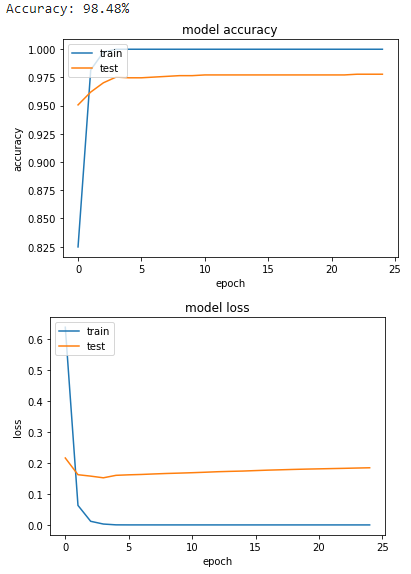 Accuracy: 98.48%
model accuracy
train
test
1.000
0.975
0.950
0.925
0.900
0.875
0.850
0.825
accuracy
0 5 10 15 20 25
epoch
model loss
train
test
0.6
0.5
0.4
0.3
0.2
0.1
0.0
loss
0 5 10 15 20 25
epoch